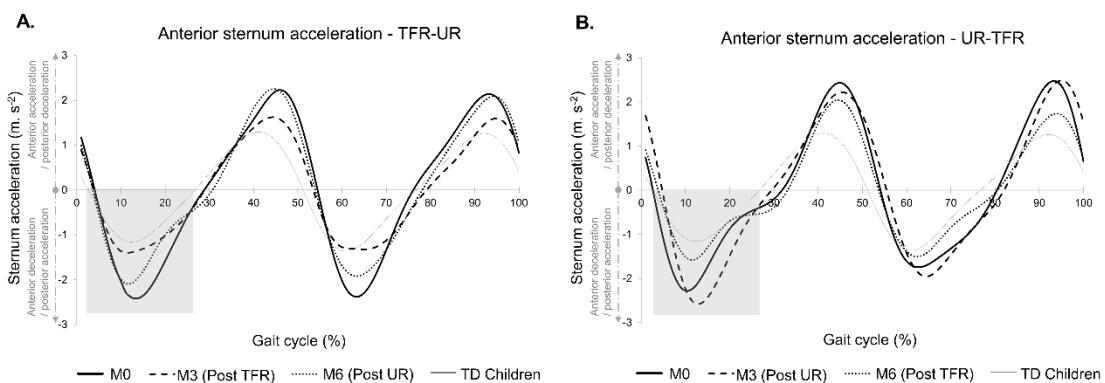 A.
Anterior sternum acceleration - TFR-UR
Sternum acceleration (m. s⁻²)
Anterior acceleration
/ posterior deceleration
Anterior deceleration
/ posterior acceleration
3
2
1
0
-1
-2
-3
0 10 20 30 40 50 60 70 80 90 100
Gait cycle (%)
M0 M3 (Post TFR) M6 (Post UR) TD Children
B.
Anterior sternum acceleration - UR-TFR
Sternum acceleration (m. s⁻²)
Anterior acceleration
/ posterior deceleration
Anterior deceleration
/ posterior acceleration
3
2
1
0
-1
-2
-3
0 10 20 30 40 50 60 70 80 90 100
Gait cycle (%)
M0 M3 (Post UR) M6 (Post TFR) TD Children